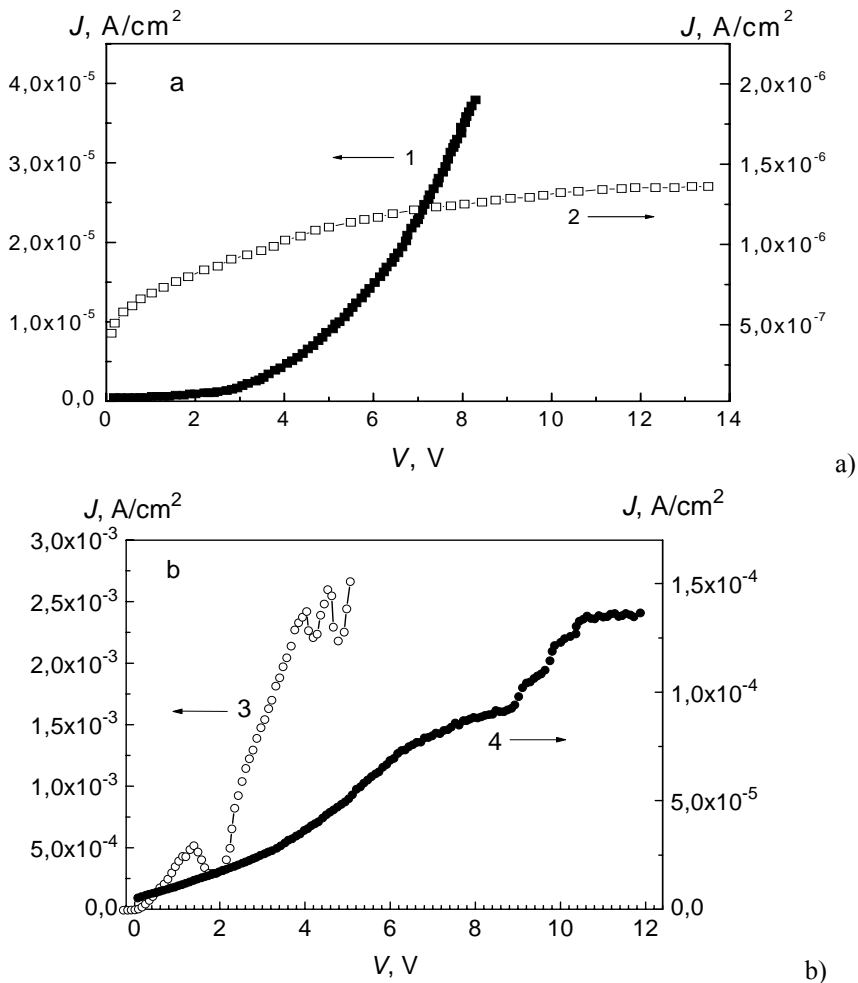 J, A/cm² J, A/cm²
a
4,0x10⁻⁵ 2,0x10⁻⁶
3,0x10⁻⁵ 1 1,5x10⁻⁶
2,0x10⁻⁵ 2 1,0x10⁻⁶
1,0x10⁻⁵ 5,0x10⁻⁷
0,0
0 2 4 6 8 10 12 14
V, V
a)
J, A/cm² J, A/cm²
3,0x10⁻³
b
2,5x10⁻³ 1,5x10⁻⁴
2,0x10⁻³
1,5x10⁻³ 3 4 1,0x10⁻⁴
1,0x10⁻³
5,0x10⁻⁴ 5,0x10⁻⁵
0,0 0,0
0 2 4 6 8 10 12
V, V
b)